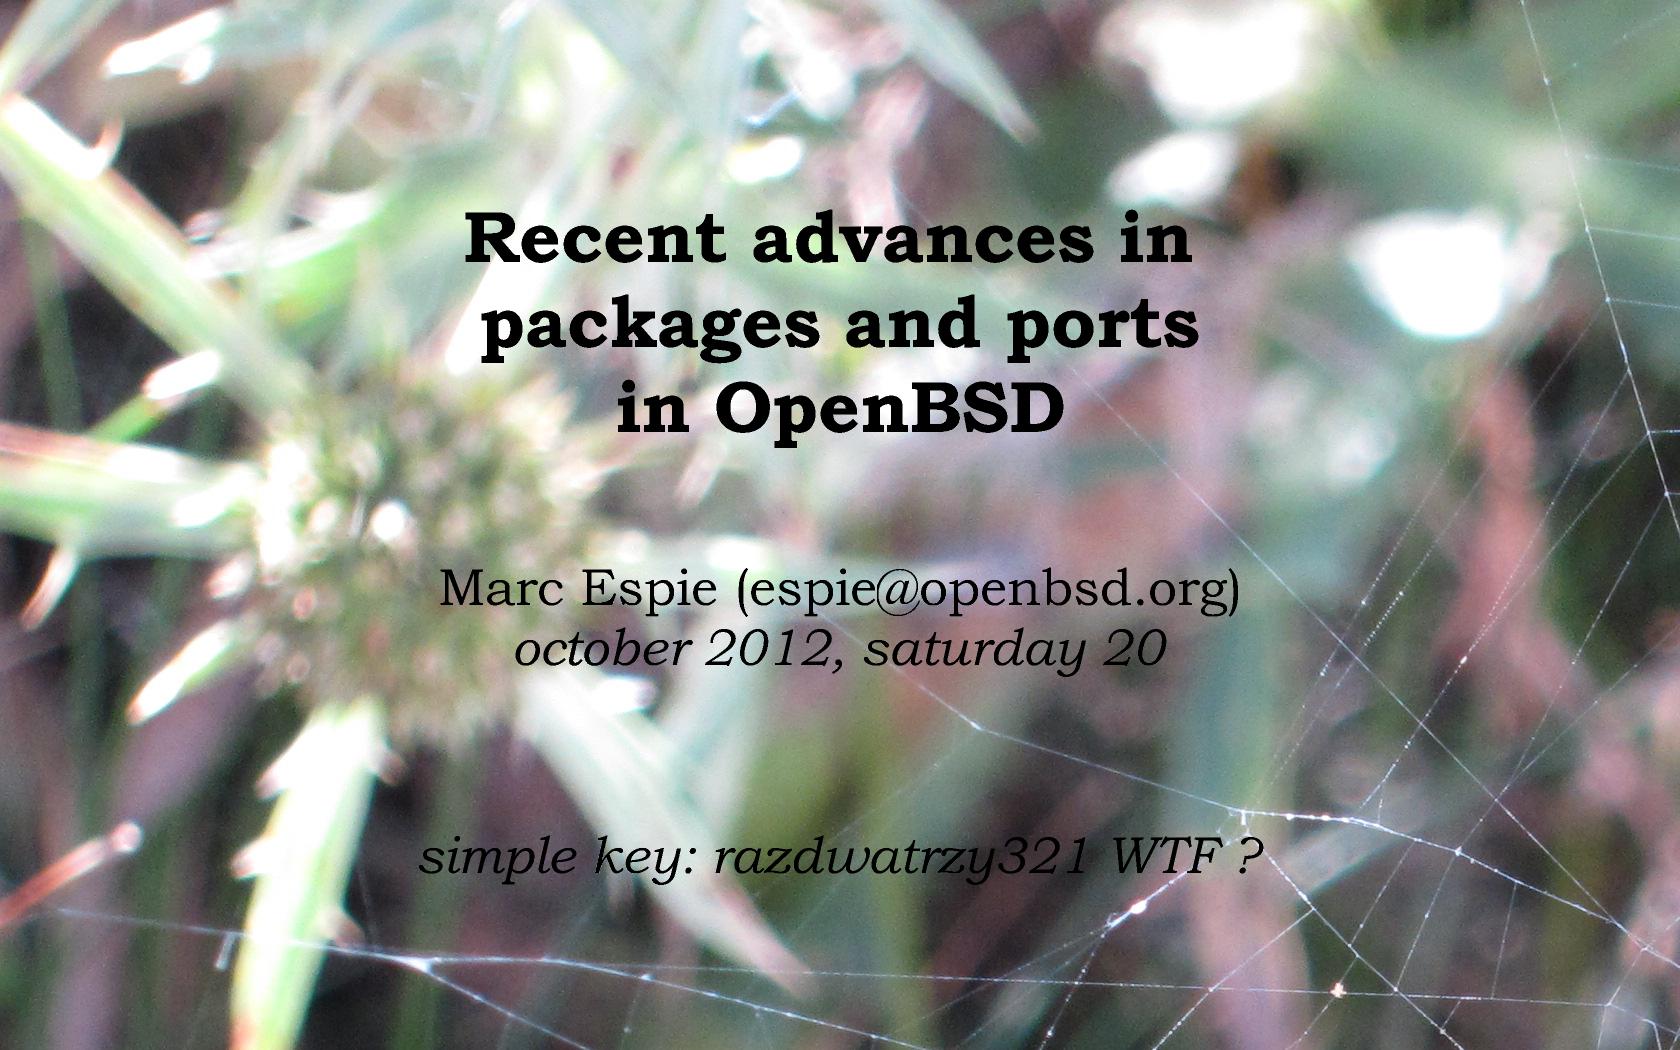 Recent advances in
packages and ports
in OpenBSD
Marc Espie (espie@openbsd.org)
october 2012, saturday 20
simple key: razdwatrzy321 WTF ?